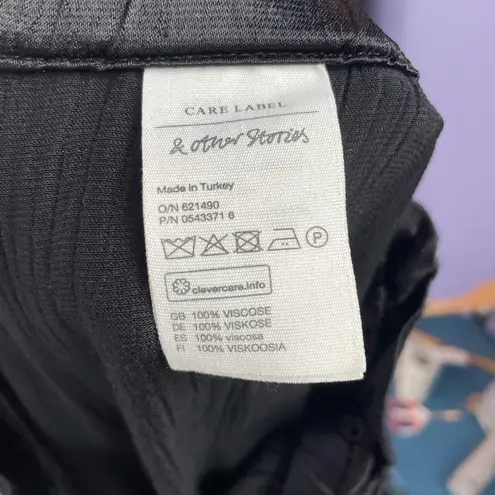 CARE LABEL
& other Stories
Made in Turkey
O/N 621490
P/N 0543371 6
P
clevercare.info
GB 100% VISCOSE
DE 100% VISKOSE
ES 100% viscosa
FI 100% VISKOOSIA